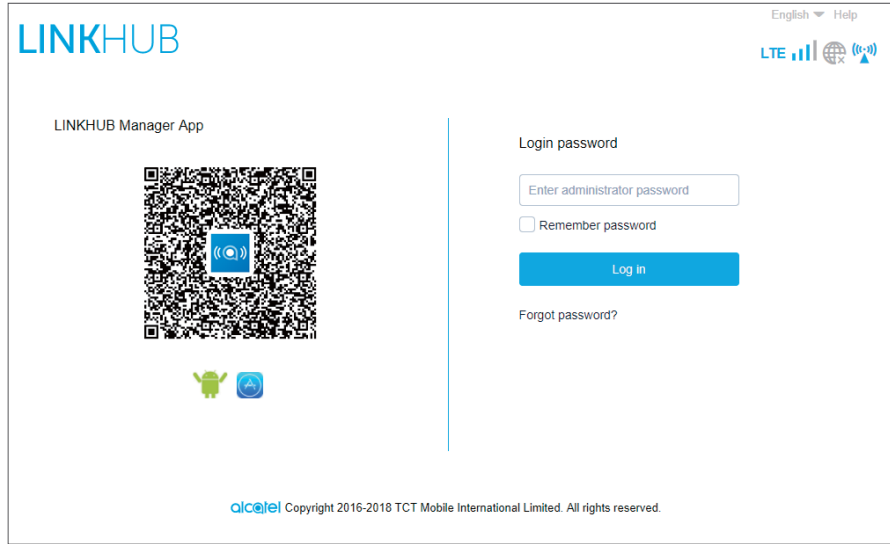 English Help
LINKHUB
LTE
LINKHUB Manager App
Login password
Enter administrator password
Remember password
Log in
Forgot password?
alcatel Copyright 2016-2018 TCT Mobile International Limited. All rights reserved.